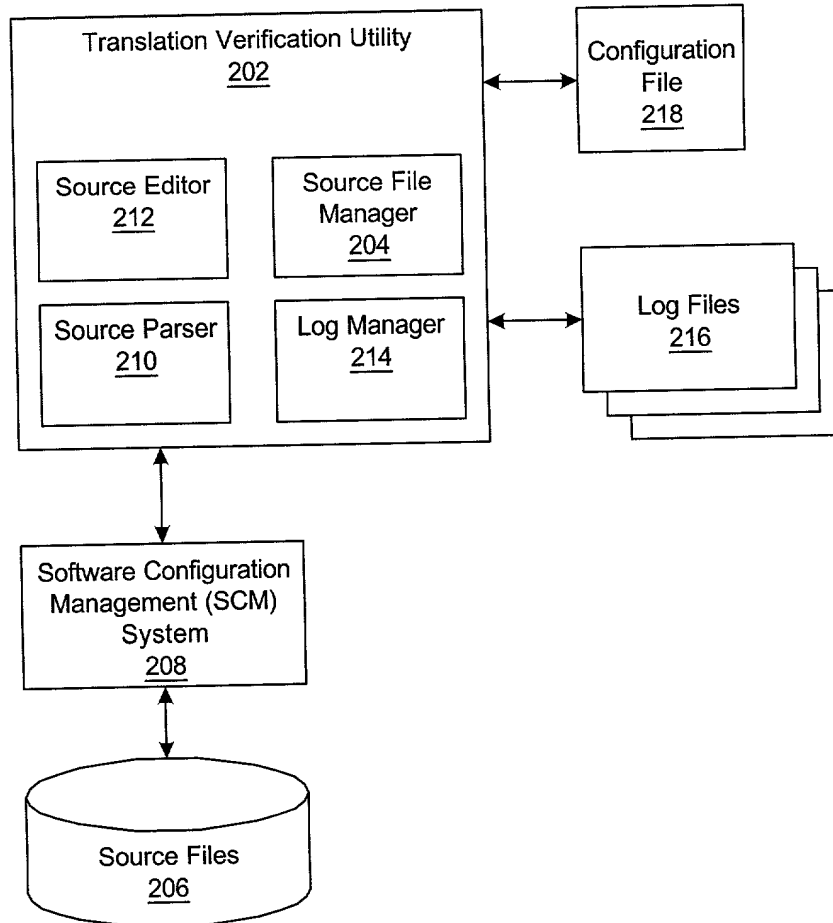 Translation Verification Utility
202
Configuration
File
218
Source Editor
212
Source File
Manager
204
Source Parser
210
Log Manager
214
Log Files
216
Software Configuration
Management (SCM)
System
208
Source Files
206